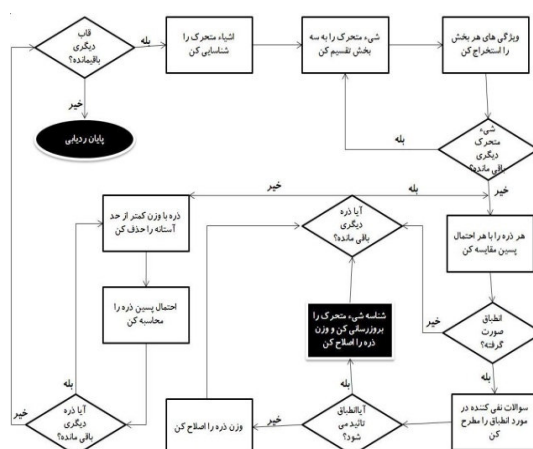 قاب
دیگری
باقیمانده؟
بله
اشیاء متحرک را
شناسایی کن
شیء متحرک را به سه
بخش تقسیم کن
ویژگی های هر بخش
را استخراج کن
خیر
پایان ردیابی
شیء
متحرک
دیگری
باقی مانده؟
بله
خیر
خیر
بله
ذره با وزن کمتر از حد
آستانه را حذف کن
آیا ذره
دیگری
باقی مانده؟
هر ذره را با هر احتمال
پسین مقایسه کن
احتمال پسین ذره را
محاسبه کن
شناسه شیء متحرک را
بروزرسانی کن و وزن
ذره را اصلاح کن
انطباق
صورت
گرفته؟
خیر
بله
بله
بله
خیر
آیا ذره
دیگری
باقی مانده؟
وزن ذره را اصلاح کن
خیر
آیاانطباق
تائید می
شود؟
سوالات نفی کننده در
مورد انطباق را مطرح
کن